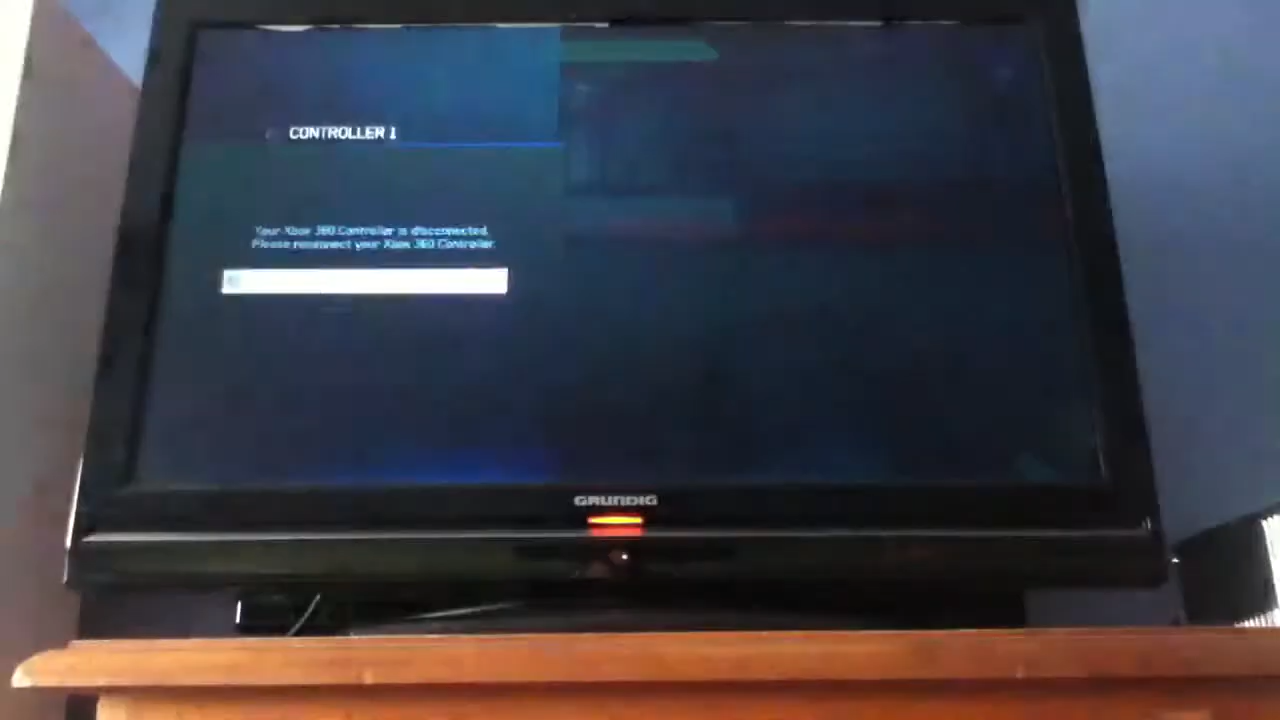 CONTROLLER 1
Your Xbox 360 Controller is disconnected.
Please reconnect your Xbox 360 Controller.
GRUNDIG